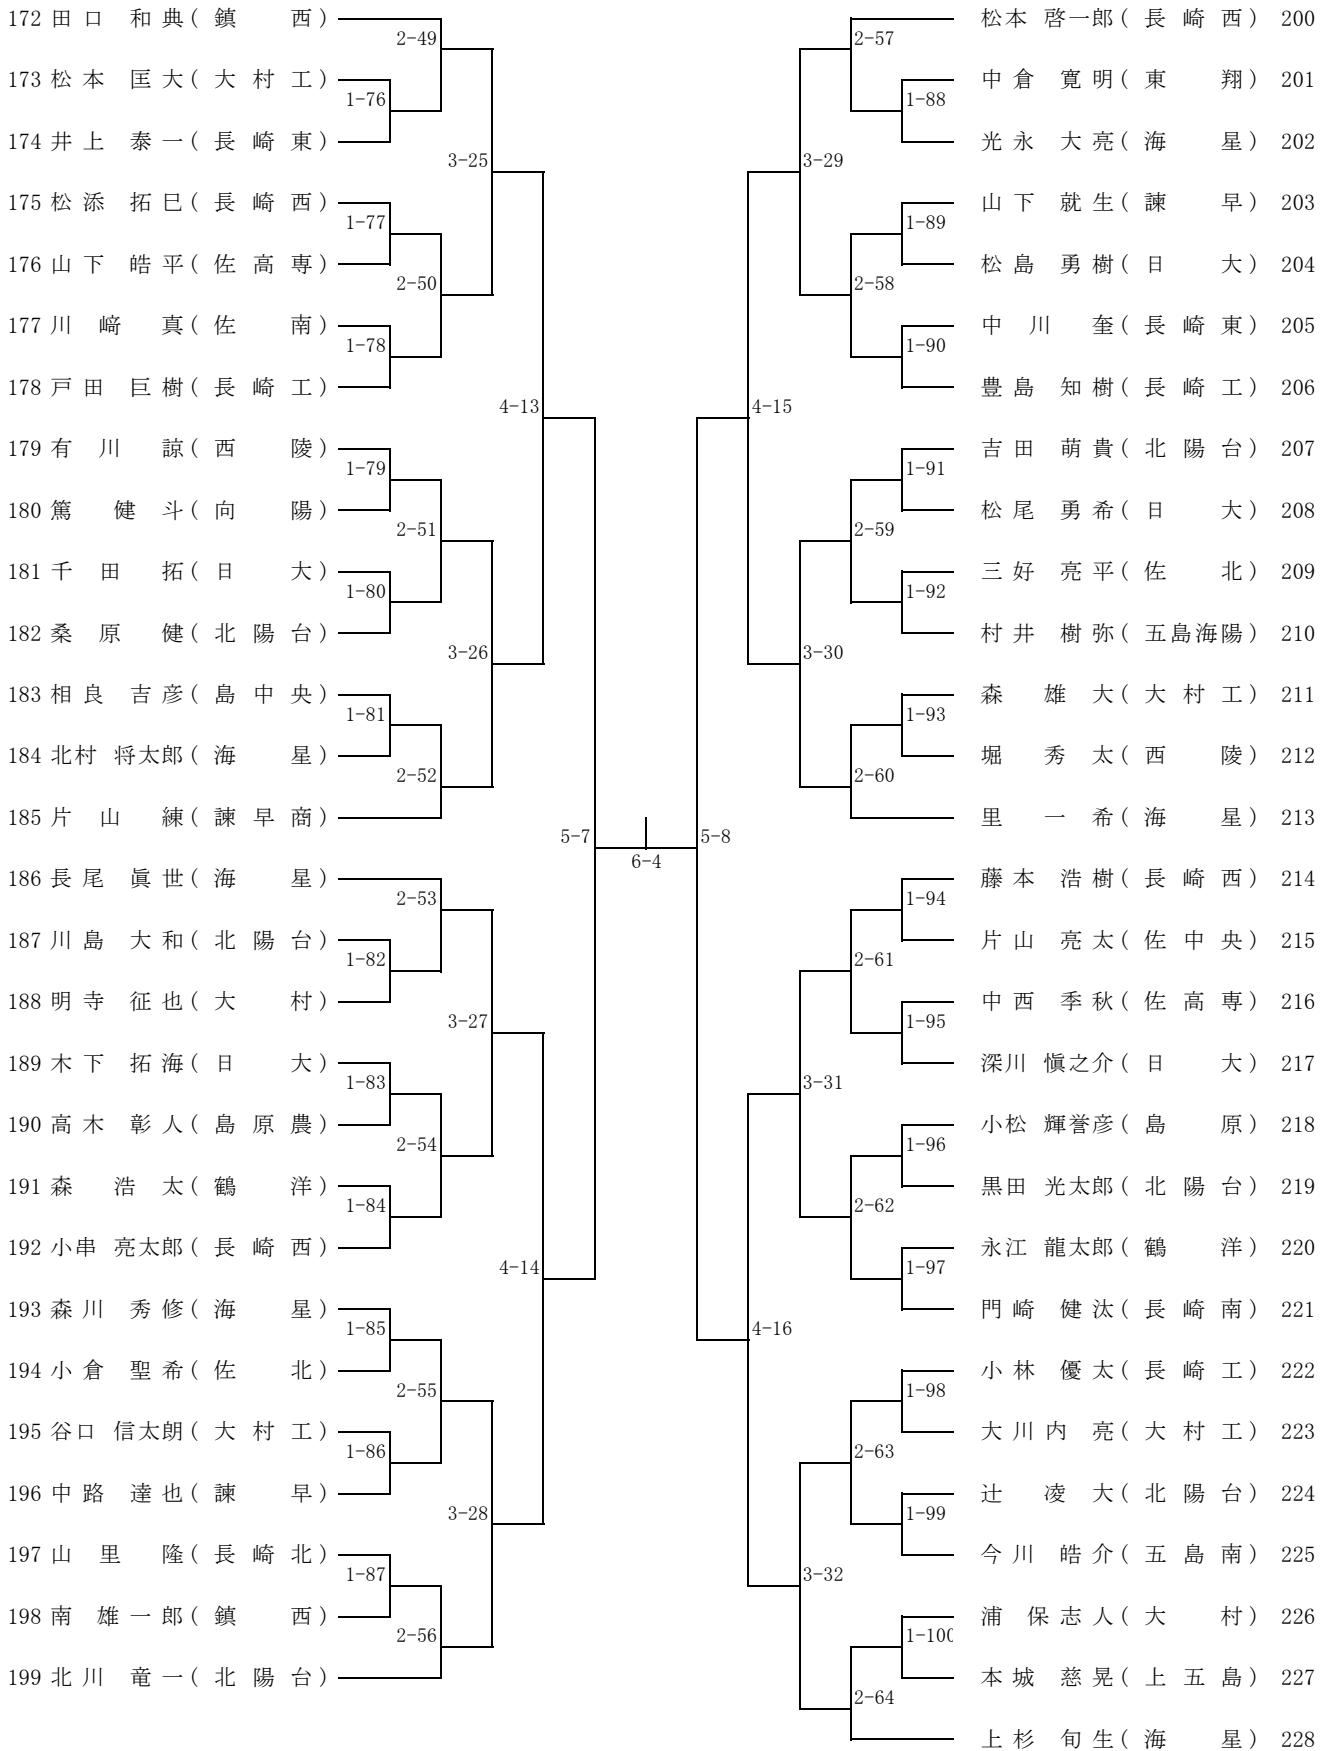 172 田口 和典(鎮西)
2-49
173 松本 匡大(大村工)
1-76
174 井上 泰一(長崎東)
3-25
175 松添 拓巳(長崎西)
1-77
176 山下 皓平(佐高専)
2-50
177 川﨑 真(佐南)
1-78
178 戸田 巨樹(長崎工)
4-13
179 有川 諒(西陵)
1-79
180 篤 健斗(向陽)
2-51
181 千田 拓(日大)
1-80
182 桑原 健(北陽台)
3-26
183 相良 吉彦(島中央)
1-81
184 北村 将太郎(海星)
2-52
185 片山 練(諫早商)
5-7
186 長尾 眞世(海星)
2-53
187 川島 大和(北陽台)
1-82
188 明寺 征也(大村)
3-27
189 木下 拓海(日大)
1-83
190 高木 彰人(島原農)
2-54
191 森 浩太(鶴洋)
1-84
192 小串 亮太郎(長崎西)
4-14
193 森川 秀修(海星)
1-85
194 小倉 聖希(佐北)
2-55
195 谷口 信太朗(大村工)
1-86
196 中路 達也(諫早)
3-28
197 山里 隆(長崎北)
1-87
198 南 雄一郎(鎮西)
2-56
199 北川 竜一(北陽台)
6-4
松本 啓一郎(長崎西) 200
2-57
中倉 寛明(東翔) 201
1-88
光永 大亮(海星) 202
3-29
山下 就生(諫早) 203
1-89
松島 勇樹(日大) 204
2-58
中川 奎(長崎東) 205
1-90
豊島 知樹(長崎工) 206
4-15
吉田 萌貴(北陽台) 207
1-91
松尾 勇希(日大) 208
2-59
三好 亮平(佐北) 209
1-92
村井 樹弥(五島海陽) 210
3-30
森 雄大(大村工) 211
1-93
堀 秀太(西陵) 212
2-60
里 一希(海星) 213
5-8
藤本 浩樹(長崎西) 214
1-94
片山 亮太(佐中央) 215
2-61
中西 季秋(佐高専) 216
1-95
深川 愼之介(日大) 217
3-31
小松 輝誉彦(島原) 218
1-96
黒田 光太郎(北陽台) 219
2-62
永江 龍太郎(鶴洋) 220
1-97
門崎 健汰(長崎南) 221
4-16
小林 優太(長崎工) 222
1-98
大川内 亮(大村工) 223
2-63
辻 凌大(北陽台) 224
1-99
今川 皓介(五島南) 225
3-32
浦 保志人(大村) 226
1-100
本城 慈晃(上五島) 227
2-64
上杉 旬生(海星) 228